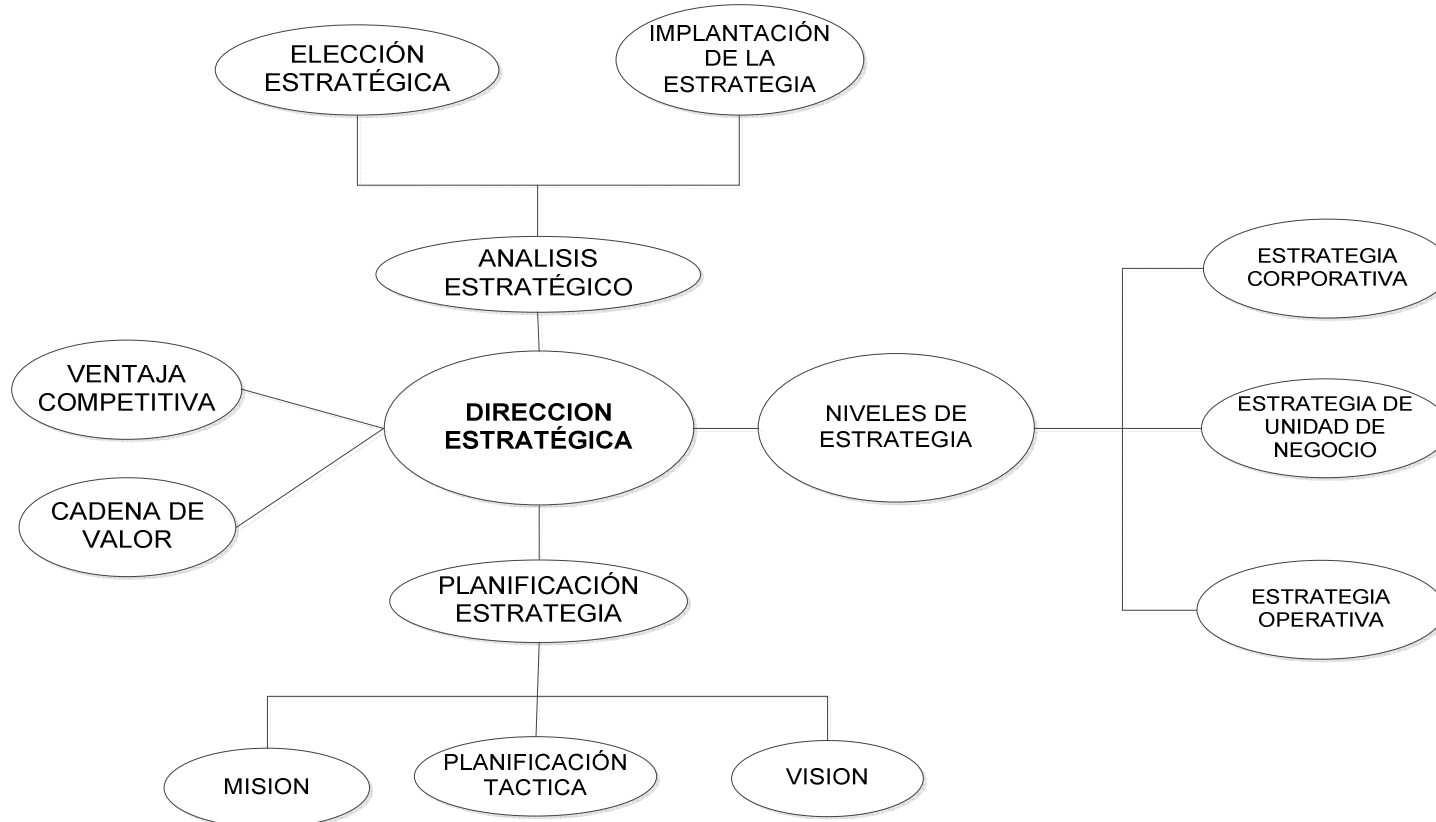 ELECCIÓN
ESTRATÉGICA
IMPLANTACIÓN
DE LA
ESTRATEGIA
ANALISIS
ESTRATÉGICO
ESTRATEGIA
CORPORATIVA
VENTAJA
COMPETITIVA
DIRECCION
ESTRATÉGICA
NIVELES DE
ESTRATEGIA
ESTRATEGIA DE
UNIDAD DE
NEGOCIO
CADENA DE
VALOR
PLANIFICACIÓN
ESTRATEGIA
ESTRATEGIA
OPERATIVA
MISION
PLANIFICACIÓN
TACTICA
VISION